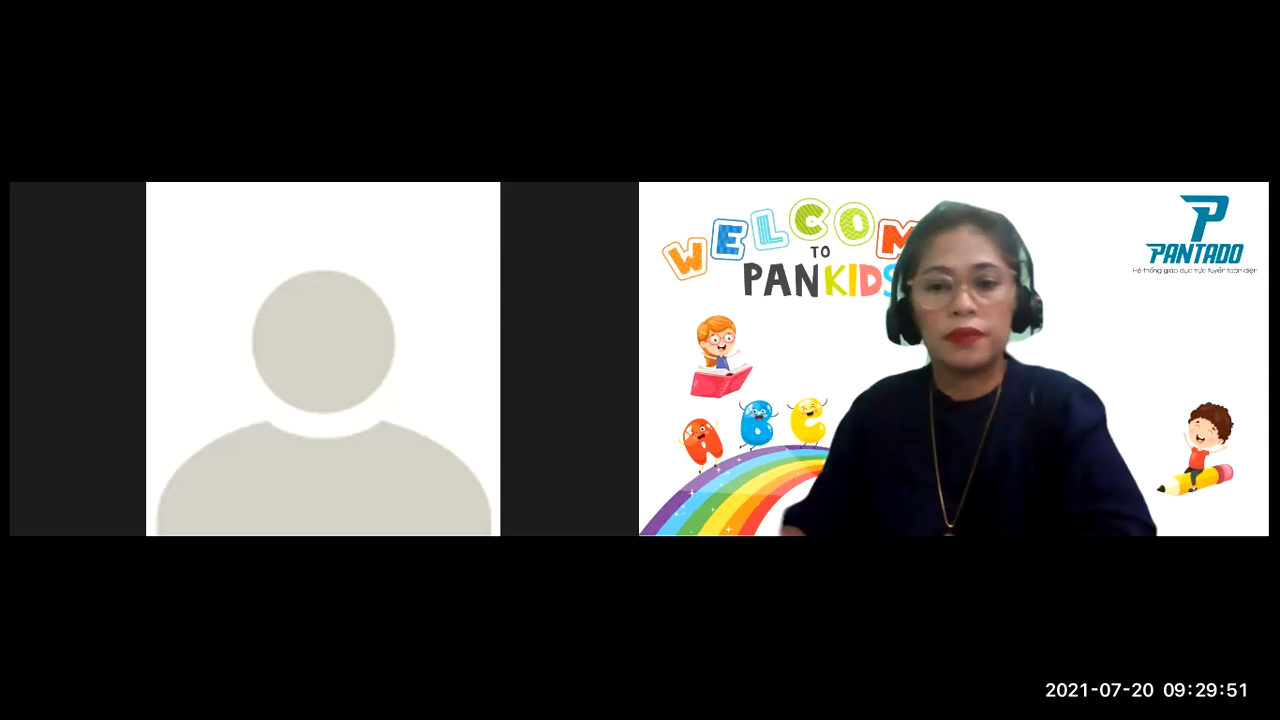 WELCOM
TO
PANKIDS
P
PANTADO
Hệ thống giáo dục trực tuyến toàn diện
A B C
2021-07-20 09:29:51